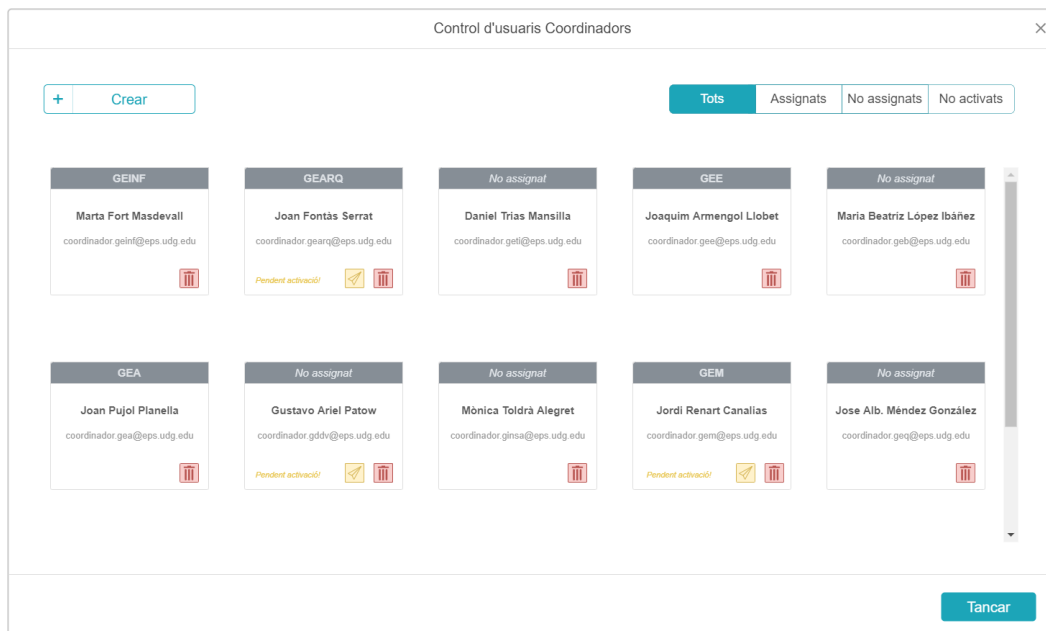 Control d'usuaris Coordinadors
+ Crear
Tots Assignats No assignats No activats
GEINF
Marta Fort Masdevall
coordinador.geinf@eps.udg.edu
GEARQ
Joan Fontàs Serrat
coordinador.gearq@eps.udg.edu
Pendent activació!
No assignat
Daniel Trias Mansilla
coordinador.geti@eps.udg.edu
GEE
Joaquim Armengol Llobet
coordinador.gee@eps.udg.edu
No assignat
Maria Beatríz López Ibáñez
coordinador.geb@eps.udg.edu
GEA
Joan Pujol Planella
coordinador.gea@eps.udg.edu
No assignat
Gustavo Ariel Patow
coordinador.gddv@eps.udg.edu
Pendent activació!
No assignat
Mònica Toldrà Alegret
coordinador.ginsa@eps.udg.edu
GEM
Jordi Renart Canalias
coordinador.gem@eps.udg.edu
Pendent activació!
No assignat
Jose Alb. Méndez González
coordinador.geq@eps.udg.edu
Tancar